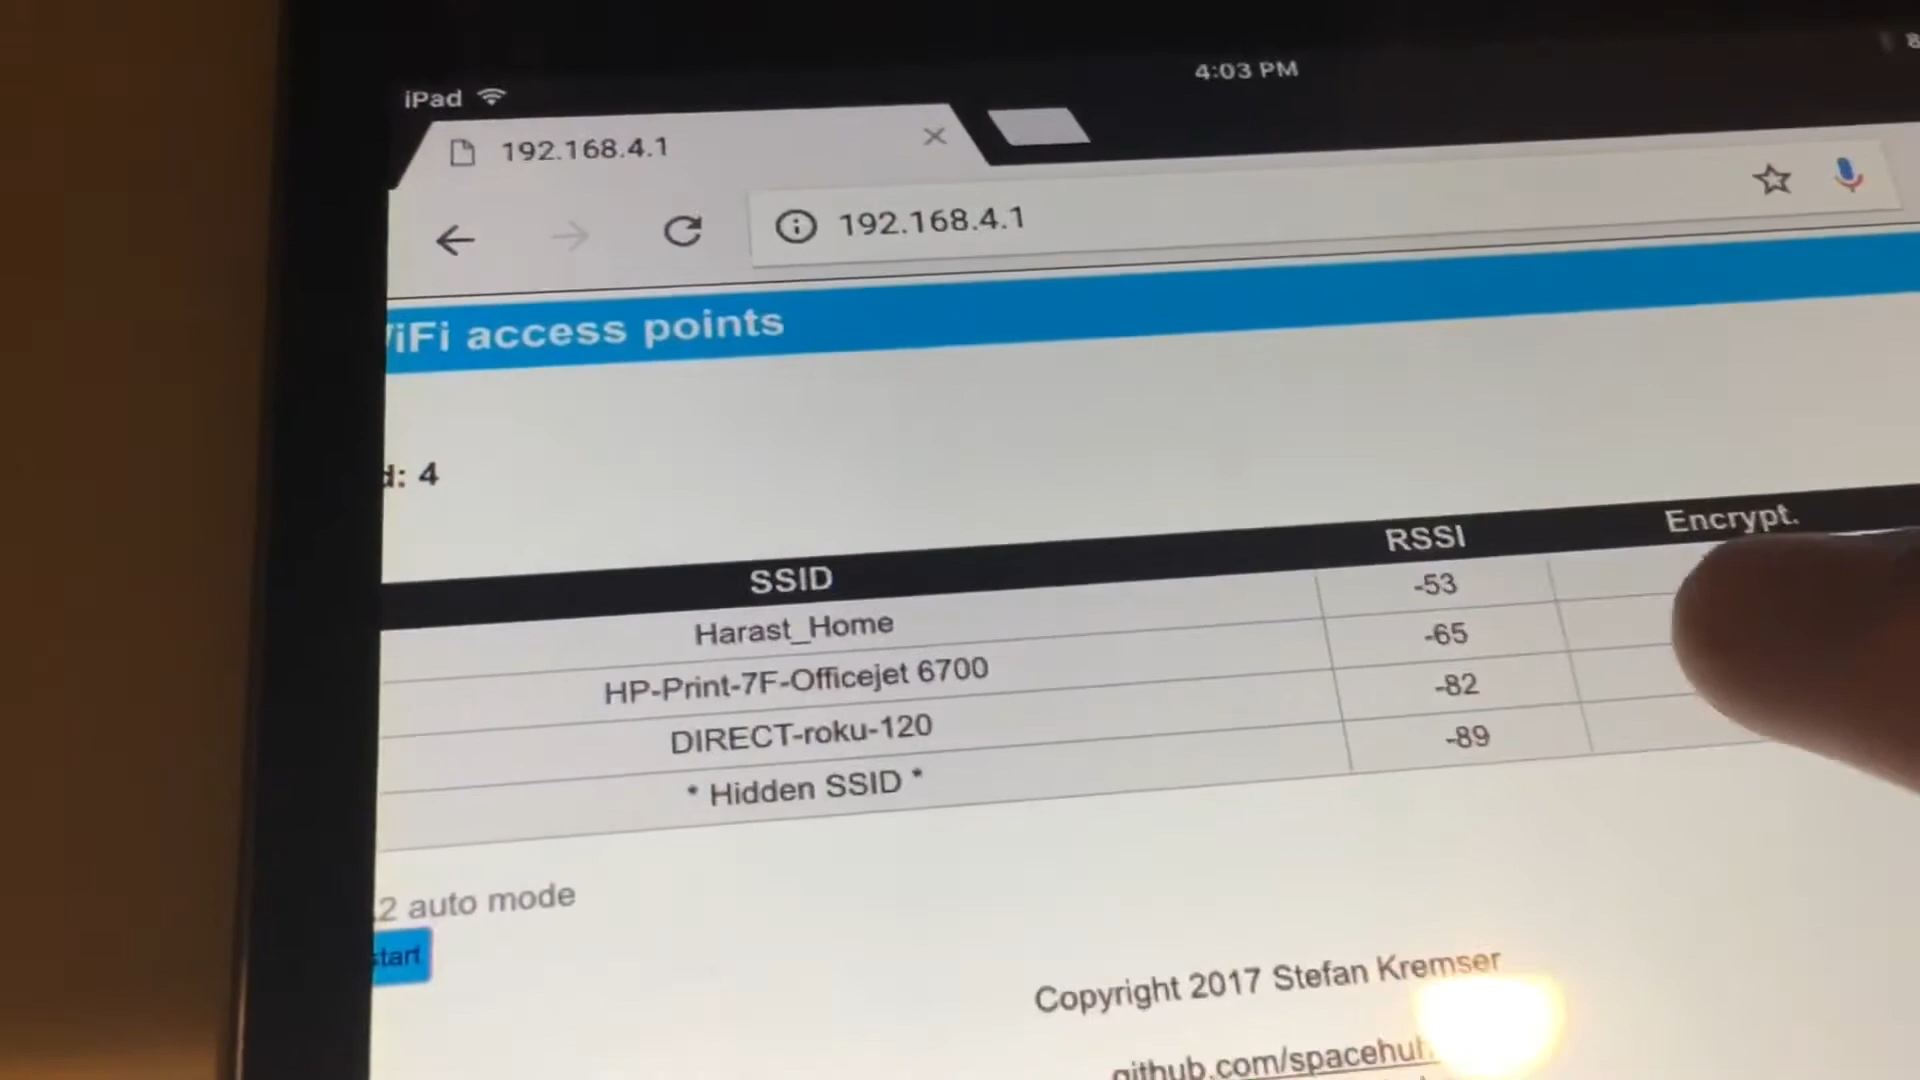 iPad 4:03 PM 8
192.168.4.1
192.168.4.1
iFi access points
d: 4
SSID RSSI Encrypt.
Harast_Home -53
HP-Print-7F-Officejet 6700 -65
DIRECT-roku-120 -82
* Hidden SSID * -89
2 auto mode
start
Copyright 2017 Stefan Kremser
github.com/spacehu